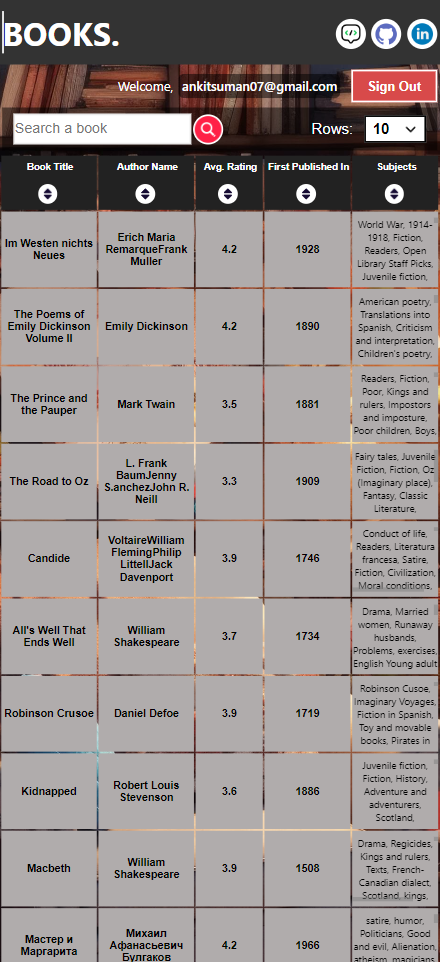 BOOKS.
Welcome, ankitsuman07@gmail.com
Sign Out
Search a book
Rows: 10
Book Title
Author Name
Avg. Rating
First Published In
Subjects
Im Westen nichts
Neues
Erich Maria
RemarqueFrank
Muller
4.2
1928
World War, 1914-
1918, Fiction,
Readers, Open
Library Staff Picks,
Juvenile fiction,
The Poems of
Emily Dickinson
Volume II
Emily Dickinson
4.2
1890
American poetry,
Translations into
Spanish, Criticism
and interpretation,
Children's poetry,
The Prince and
the Pauper
Mark Twain
3.5
1881
Readers, Fiction,
Poor, Kings and
rulers, Impostors
and imposture,
Poor children, Boys,
The Road to Oz
L. Frank
BaumJenny
S.anchezJohn R.
Neill
3.3
1909
Fairy tales, Juvenile
Fiction, Fiction, Oz
(Imaginary place),
Fantasy, Classic
Literature,
Candide
VoltaireWilliam
FlemingPhilip
LittellJack
Davenport
3.9
1746
Conduct of life,
Readers, Literatura
francesa, Satire,
Fiction, Civilization,
Moral conditions,
All's Well That
Ends Well
William
Shakespeare
3.7
1734
Drama, Married
women, Runaway
husbands,
Problems, exercises,
English Young adult
Robinson Crusoe
Daniel Defoe
3.9
1719
Robinson Cusoe,
Imaginary Voyages,
Fiction in Spanish,
Toy and movable
books, Pirates in
Kidnapped
Robert Louis
Stevenson
3.6
1886
Juvenile fiction,
Fiction, History,
Adventure and
adventurers,
Scotland,
Macbeth
William
Shakespeare
3.9
1508
Drama, Regicides,
Kings and rulers,
Texts, French-
Canadian dialect,
Scotland, kings,
Мастер и
Маргарита
Михаил
Афанасьевич
Булгаков
4.2
1966
satire, humor,
Politicians, Good
and evil, Alienation,
atheism, magicians